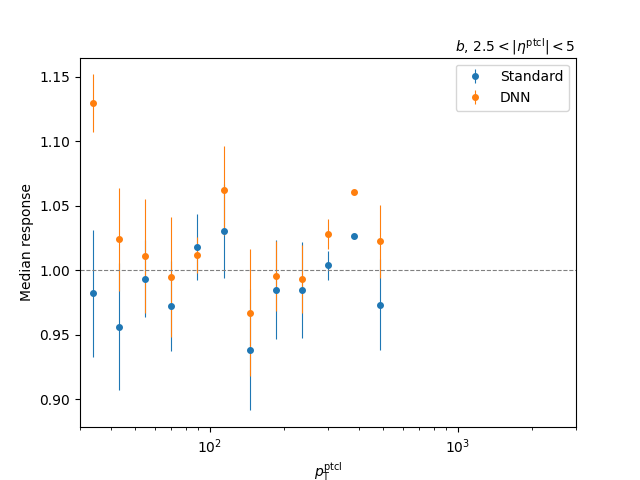 b, 2.5 < |η^ptcl| < 5
Standard
DNN
Median response
1.15
1.10
1.05
1.00
0.95
0.90
10^2
10^3
p_T^ptcl